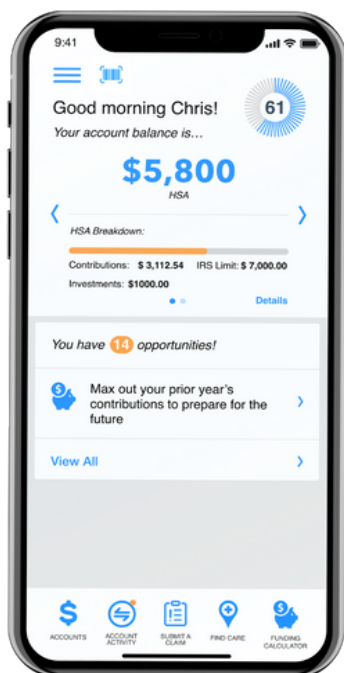 9:41
Good morning Chris!
61
Your account balance is...
$5,800
HSA
HSA Breakdown:
Contributions: $ 3,112.54 IRS Limit: $ 7,000.00
Investments: $1000.00
Details
You have 14 opportunities!
Max out your prior year's
contributions to prepare for the
future
View All
ACCOUNTS
ACCOUNT
ACTIVITY
SUBMIT A
CLAIM
FIND CARE
FUNDING
CALCULATOR